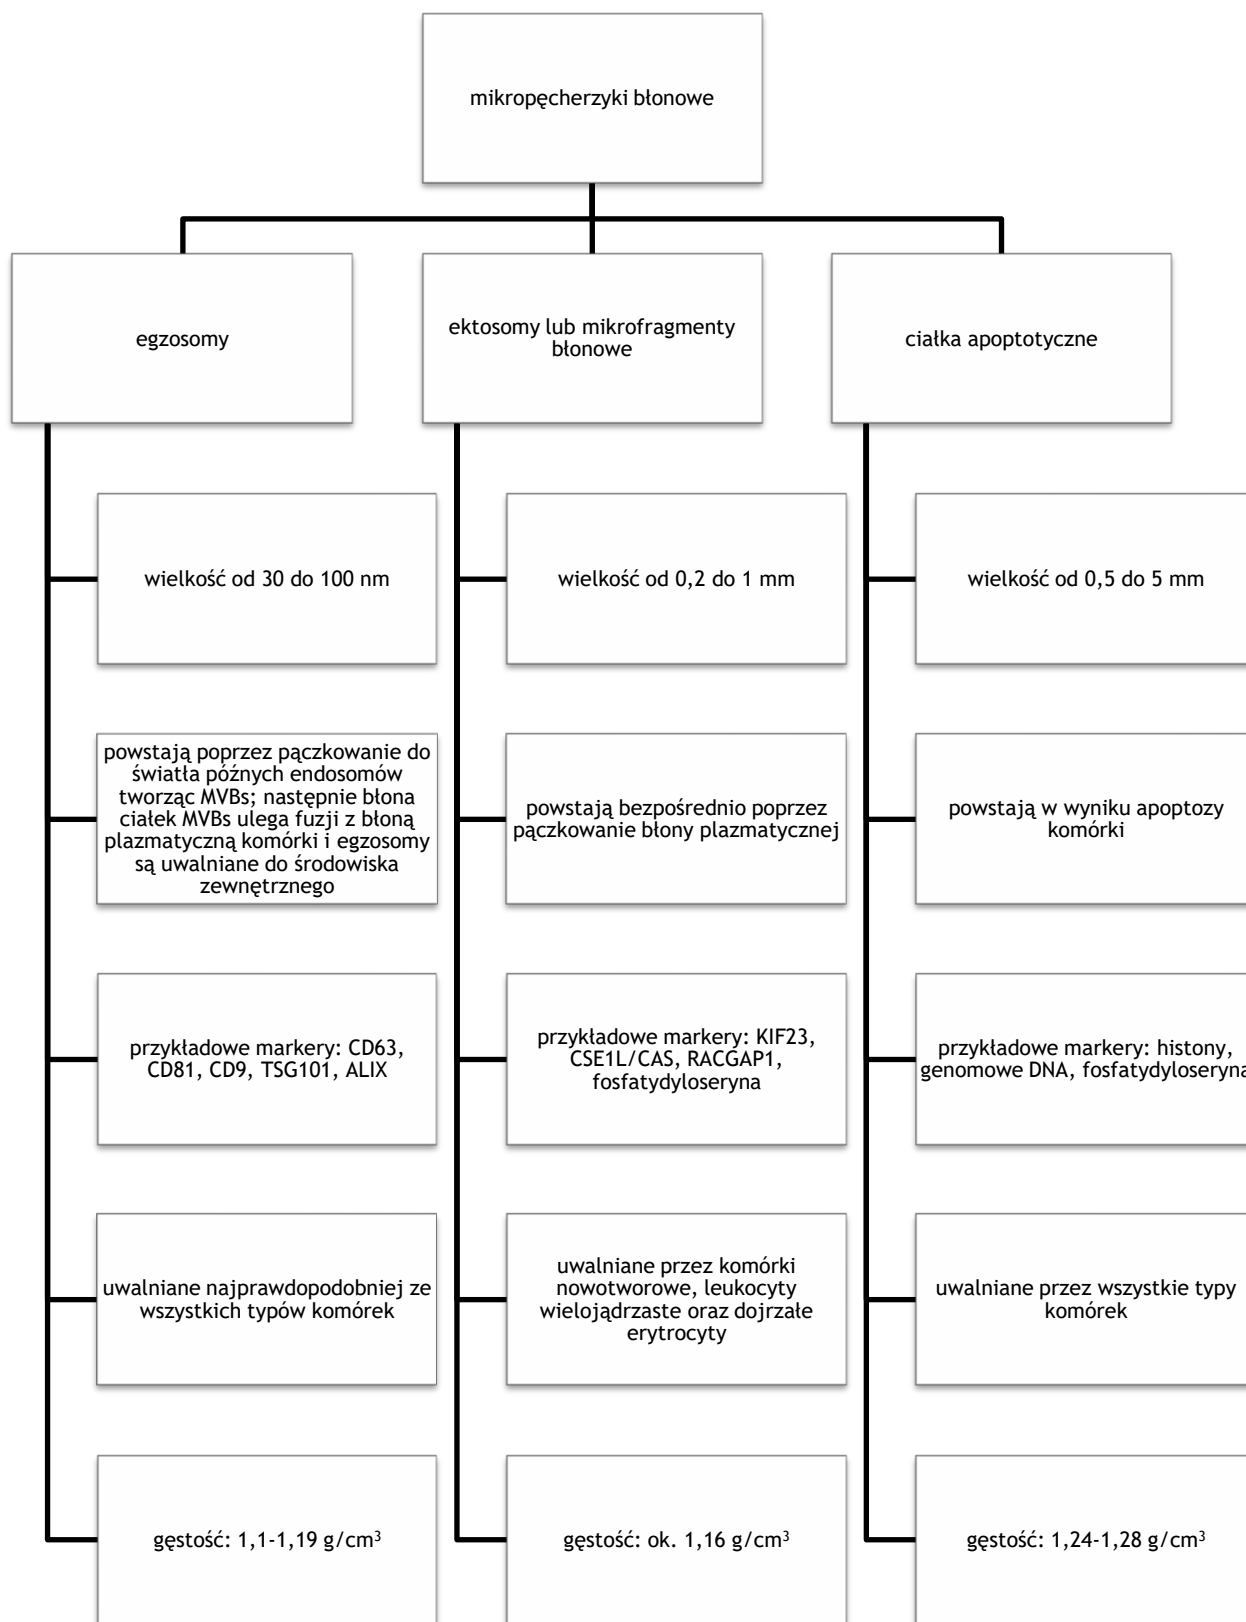 mikropęcherzyki błonowe
egzosomy
ektosomy lub mikrofragmenty
błonowe
ciałka apoptotyczne
wielkość od 30 do 100 nm
wielkość od 0,2 do 1 mm
wielkość od 0,5 do 5 mm
powstają poprzez pączkowanie do
światła późnych endosomów
tworząc MVBs; następnie błona
ciałek MVBs ulega fuzji z błoną
plazmatyczną komórki i egzosomy
są uwalniane do środowiska
zewnętrznego
powstają bezpośrednio poprzez
pączkowanie błony plazmatycznej
powstają w wyniku apoptozy
komórki
przykładowe markery: CD63,
CD81, CD9, TSG101, ALIX
przykładowe markery: KIF23,
CSE1L/CAS, RACGAP1,
fosfatydyloseryna
przykładowe markery: histony,
genomowe DNA, fosfatydyloseryna
uwalniane najprawdopodobniej ze
wszystkich typów komórek
uwalniane przez komórki
nowotworowe, leukocyty
wielojądrzaste oraz dojrzałe
erytrocyty
uwalniane przez wszystkie typy
komórek
gęstość: 1,1-1,19 g/cm³
gęstość: ok. 1,16 g/cm³
gęstość: 1,24-1,28 g/cm³